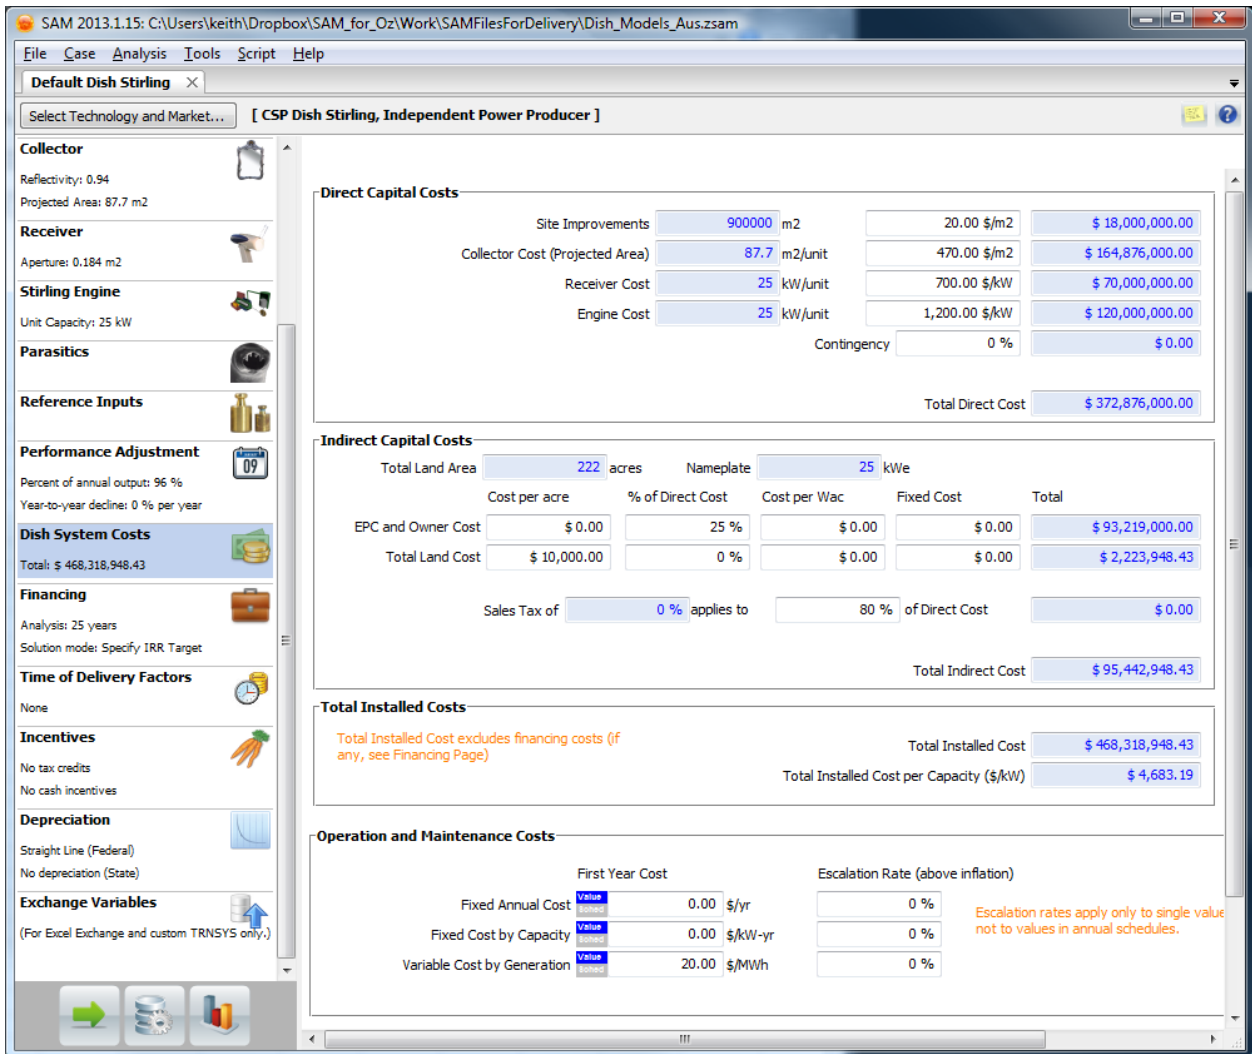 SAM 2013.1.15: C:\Users\keith\Dropbox\SAM_for_Oz\Work\SAMFilesForDelivery\Dish_Models_Aus.zsam
File Case Analysis Tools Script Help
Default Dish Stirling
Select Technology and Market... [ CSP Dish Stirling, Independent Power Producer ]
Collector
Reflectivity: 0.94
Projected Area: 87.7 m2
Receiver
Aperture: 0.184 m2
Stirling Engine
Unit Capacity: 25 kW
Parasitics
Reference Inputs
Performance Adjustment
Percent of annual output: 96 %
Year-to-year decline: 0 % per year
Dish System Costs
Total: $ 468,318,948.43
Financing
Analysis: 25 years
Solution mode: Specify IRR Target
Time of Delivery Factors
None
Incentives
No tax credits
No cash incentives
Depreciation
Straight Line (Federal)
No depreciation (State)
Exchange Variables
(For Excel Exchange and custom TRNSYS only.)
Direct Capital Costs
Site Improvements 900000 m2 20.00 $/m2 $ 18,000,000.00
Collector Cost (Projected Area) 87.7 m2/unit 470.00 $/m2 $ 164,876,000.00
Receiver Cost 25 kW/unit 700.00 $/kW $ 70,000,000.00
Engine Cost 25 kW/unit 1,200.00 $/kW $ 120,000,000.00
Contingency 0 % $ 0.00
Total Direct Cost $ 372,876,000.00
Indirect Capital Costs
Total Land Area 222 acres Nameplate 25 kWe
Cost per acre % of Direct Cost Cost per Wac Fixed Cost Total
EPC and Owner Cost $ 0.00 25 % $ 0.00 $ 0.00 $ 93,219,000.00
Total Land Cost $ 10,000.00 0 % $ 0.00 $ 0.00 $ 2,223,948.43
Sales Tax of 0 % applies to 80 % of Direct Cost $ 0.00
Total Indirect Cost $ 95,442,948.43
Total Installed Costs
Total Installed Cost excludes financing costs (if
any, see Financing Page)
Total Installed Cost $ 468,318,948.43
Total Installed Cost per Capacity ($/kW) $ 4,683.19
Operation and Maintenance Costs
First Year Cost Escalation Rate (above inflation)
Fixed Annual Cost Value Sched 0.00 $/yr 0 %
Fixed Cost by Capacity Value Sched 0.00 $/kW-yr 0 %
Variable Cost by Generation Value Sched 20.00 $/MWh 0 %
Escalation rates apply only to single value
not to values in annual schedules.
09